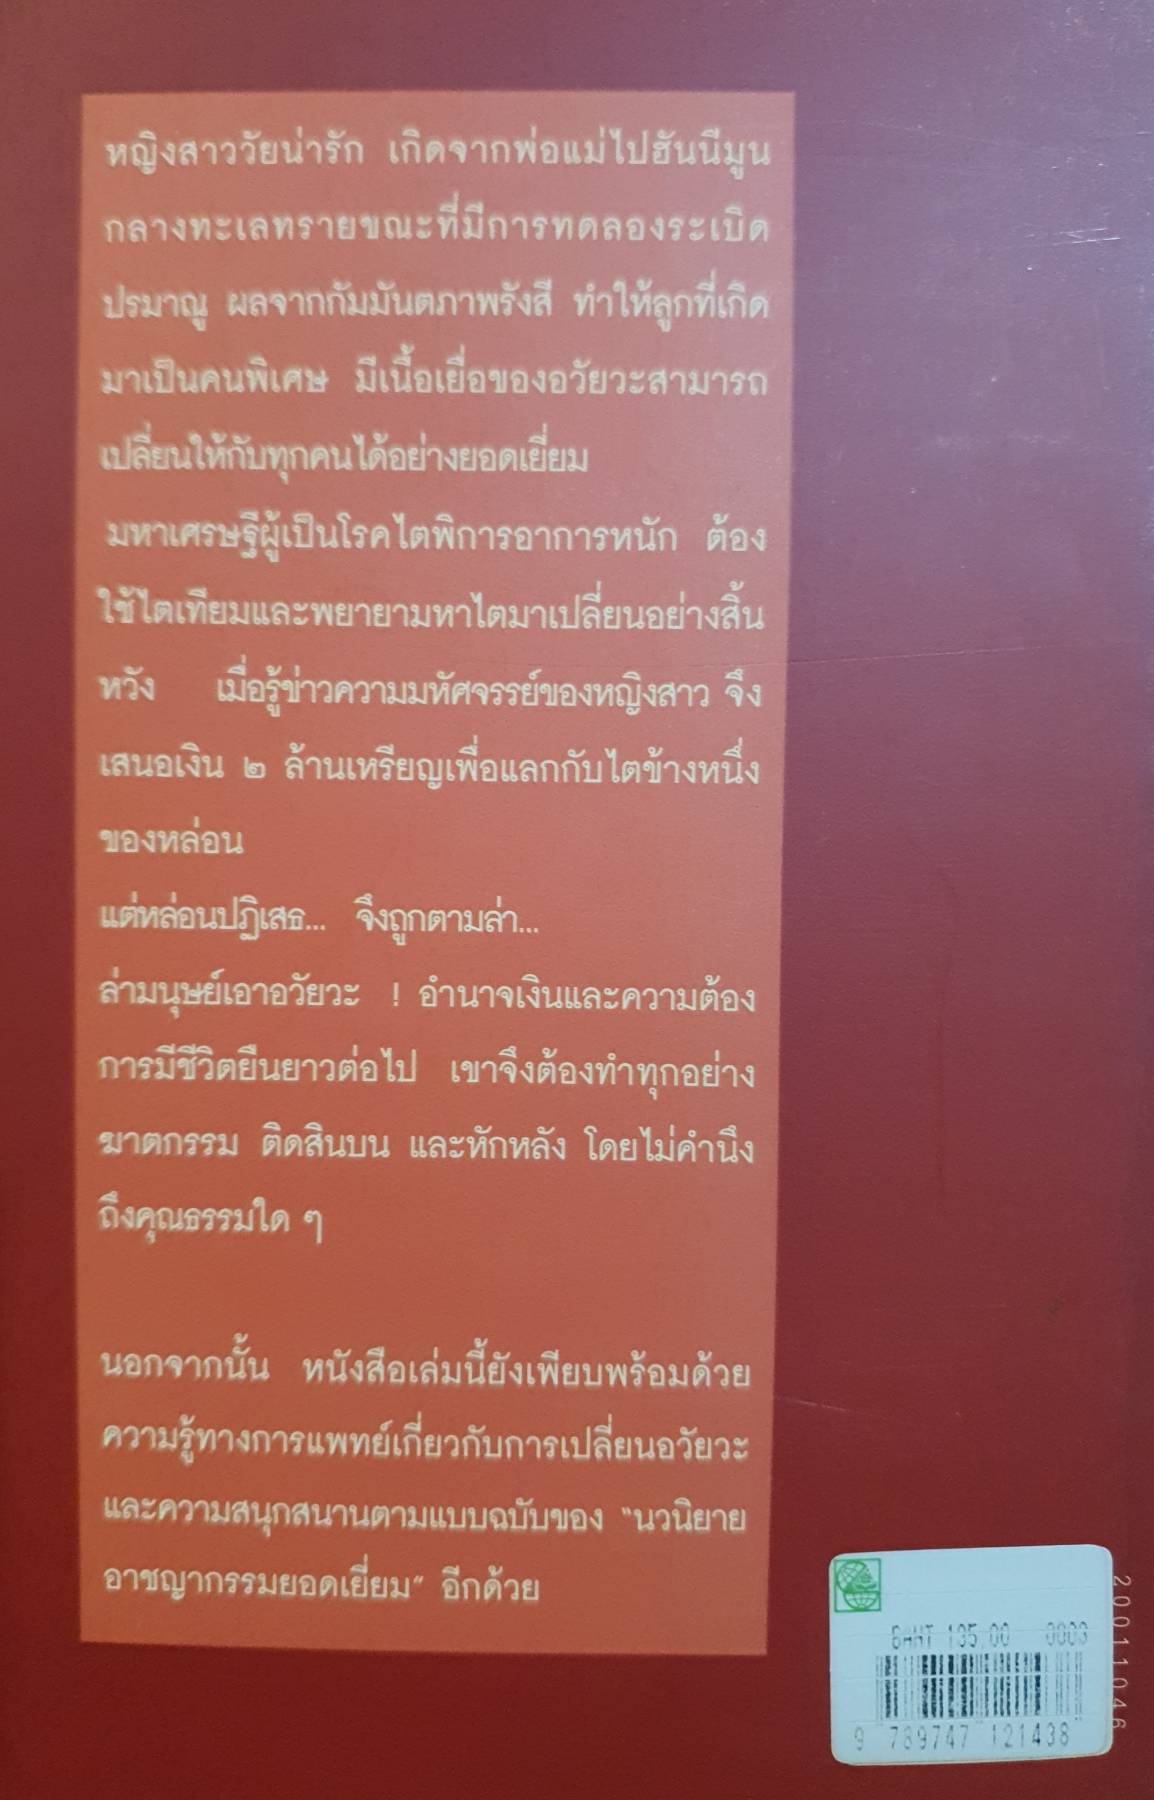 หญิงสาววัยน่ารัก เกิดจากพ่อแม่ไปฮันนีมูน
กลางทะเลทรายขณะที่มีการทดลองระเบิด
ปรมาณู ผลจากกัมมันตภาพรังสี ทำให้ลูกที่เกิด
มาเป็นคนพิเศษ มีเนื้อเยื่อของอวัยวะสามารถ
เปลี่ยนให้กับทุกคนได้อย่างยอดเยี่ยม
มหาเศรษฐีผู้เป็นโรคไตพิการอาการหนัก ต้อง
ใช้ไตเทียมและพยายามหาไตมาเปลี่ยนอย่างสิ้น
หวัง เมื่อรู้ข่าวความมหัศจรรย์ของหญิงสาว จึง
เสนอเงิน ๒ ล้านเหรียญเพื่อแลกกับไตข้างหนึ่ง
ของหล่อน
แต่หล่อนปฏิเสธ... จึงถูกตามล่า...
ล่ามนุษย์เอาอวัยวะ ! อำนาจเงินและความต้อง
การมีชีวิตยืนยาวต่อไป เขาจึงต้องทำทุกอย่าง
ฆาตกรรม ติดสินบน และหักหลัง โดยไม่คำนึง
ถึงคุณธรรมใด ๆ
นอกจากนั้น หนังสือเล่มนี้ยังเพียบพร้อมด้วย
ความรู้ทางการแพทย์เกี่ยวกับการเปลี่ยนอวัยวะ
และความสนุกสนานตามแบบฉบับของ "นวนิยาย
อาชญากรรมยอดเยี่ยม" อีกด้วย
BAHT 135.00 0003
9 789747 121438
20011046